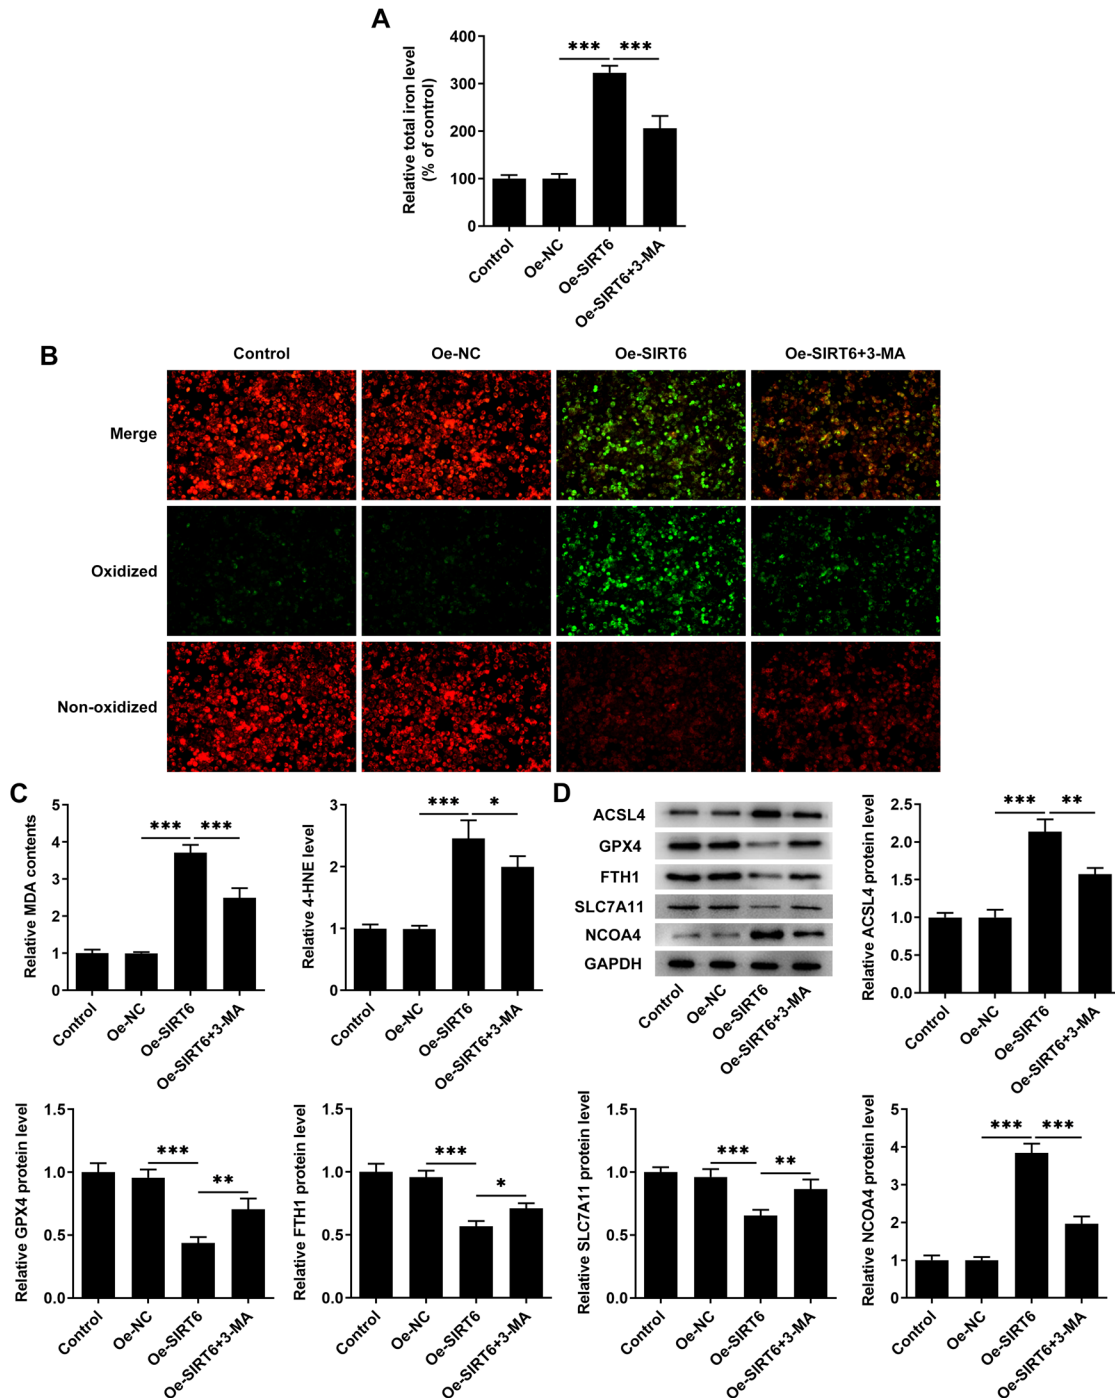 A
Relative total iron level
(% of control)
400
300
200
100
0
*** ***
Control
Oe-NC
Oe-SIRT6
Oe-SIRT6+3-MA
B
Control Oe-NC Oe-SIRT6 Oe-SIRT6+3-MA
Merge
Oxidized
Non-oxidized
C
Relative MDA contents
5
4
3
2
1
0
*** ***
Control
Oe-NC
Oe-SIRT6
Oe-SIRT6+3-MA
Relative 4-HNE level
3
2
1
0
*** *
Control
Oe-NC
Oe-SIRT6
Oe-SIRT6+3-MA
D
ACSL4
GPX4
FTH1
SLC7A11
NCOA4
GAPDH
Control
Oe-NC
Oe-SIRT6
Oe-SIRT6+3-MA
Relative ACSL4 protein level
2.5
2.0
1.5
1.0
0.5
0.0
*** **
Control
Oe-NC
Oe-SIRT6
Oe-SIRT6+3-MA
Relative GPX4 protein level
1.5
1.0
0.5
0.0
***
**
Control
Oe-NC
Oe-SIRT6
Oe-SIRT6+3-MA
Relative FTH1 protein level
1.5
1.0
0.5
0.0
***
*
Control
Oe-NC
Oe-SIRT6
Oe-SIRT6+3-MA
Relative SLC7A11 protein level
1.5
1.0
0.5
0.0
***
**
Control
Oe-NC
Oe-SIRT6
Oe-SIRT6+3-MA
Relative NCOA4 protein level
5
4
3
2
1
0
*** ***
Control
Oe-NC
Oe-SIRT6
Oe-SIRT6+3-MA